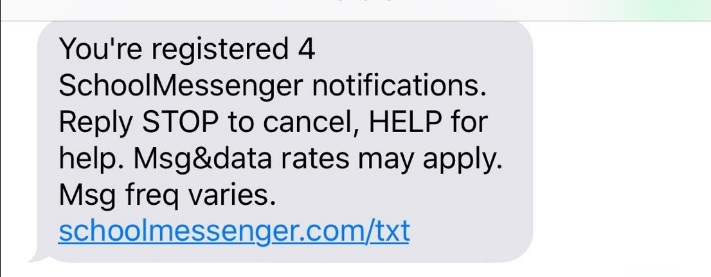 You're registered 4
SchoolMessenger notifications.
Reply STOP to cancel, HELP for
help. Msg&data rates may apply.
Msg freq varies.
schoolmessenger.com/txt